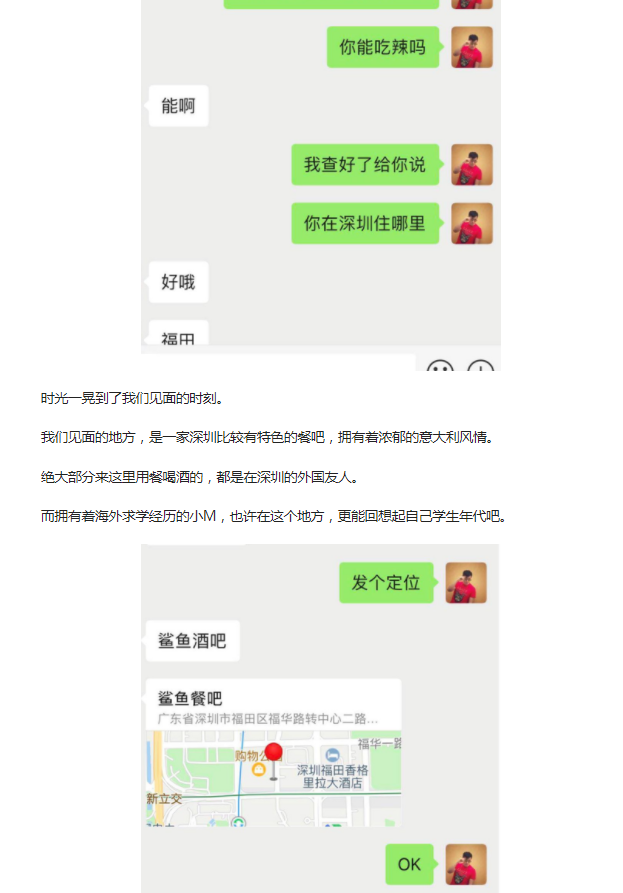 你能吃辣吗
能啊
我查好了给你说
你在深圳住哪里
好哦
福田
时光一晃到了我们见面的时刻。
我们见面的地方，是一家深圳比较有特色的餐吧，拥有着浓郁的意大利风情。
绝大部分来这里用餐喝酒的，都是在深圳的外国友人。
而拥有着海外求学经历的小M，也许在这个地方，更能回想起自己学生年代吧。
发个定位
鲨鱼酒吧
鲨鱼餐吧
广东省深圳市福田区福华路转中心二路...
福华一路
购物公
深圳福田香格
里拉大酒店
新立交
OK